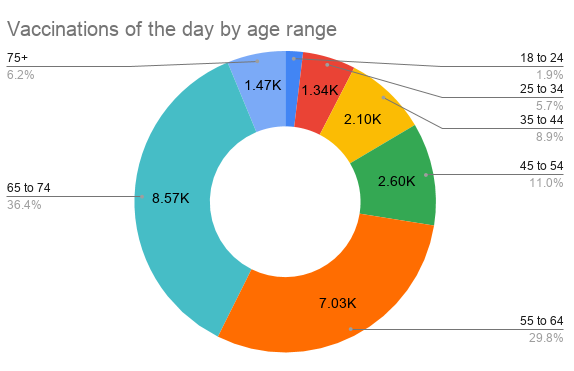 Vaccinations of the day by age range
75+
6.2%
18 to 24
1.9%
25 to 34
5.7%
35 to 44
8.9%
45 to 54
11.0%
65 to 74
36.4%
55 to 64
29.8%
1.47K
1.34K
2.10K
2.60K
8.57K
7.03K